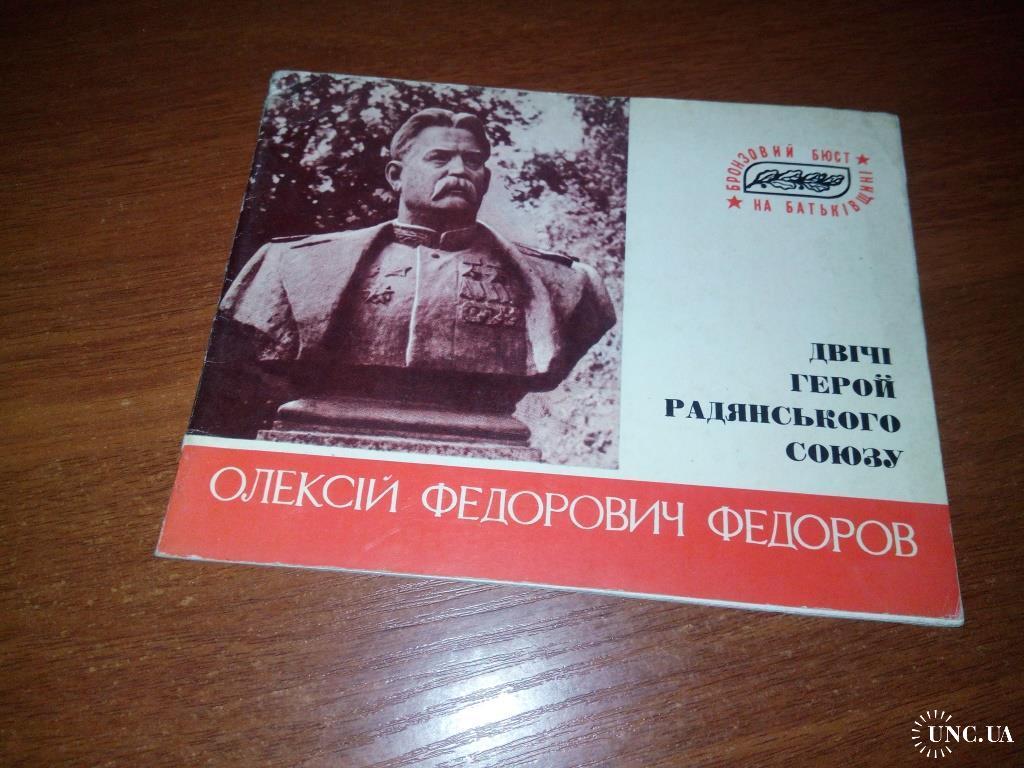 БРОНЗОВИЙ БЮСТ
НА БАТЬКІВЩИНІ
ДВІЧІ
ГЕРОЙ
РАДЯНСЬКОГО
СОЮЗУ
ОЛЕКСІЙ ФЕДОРОВИЧ ФЕДОРОВ
UNC.UA